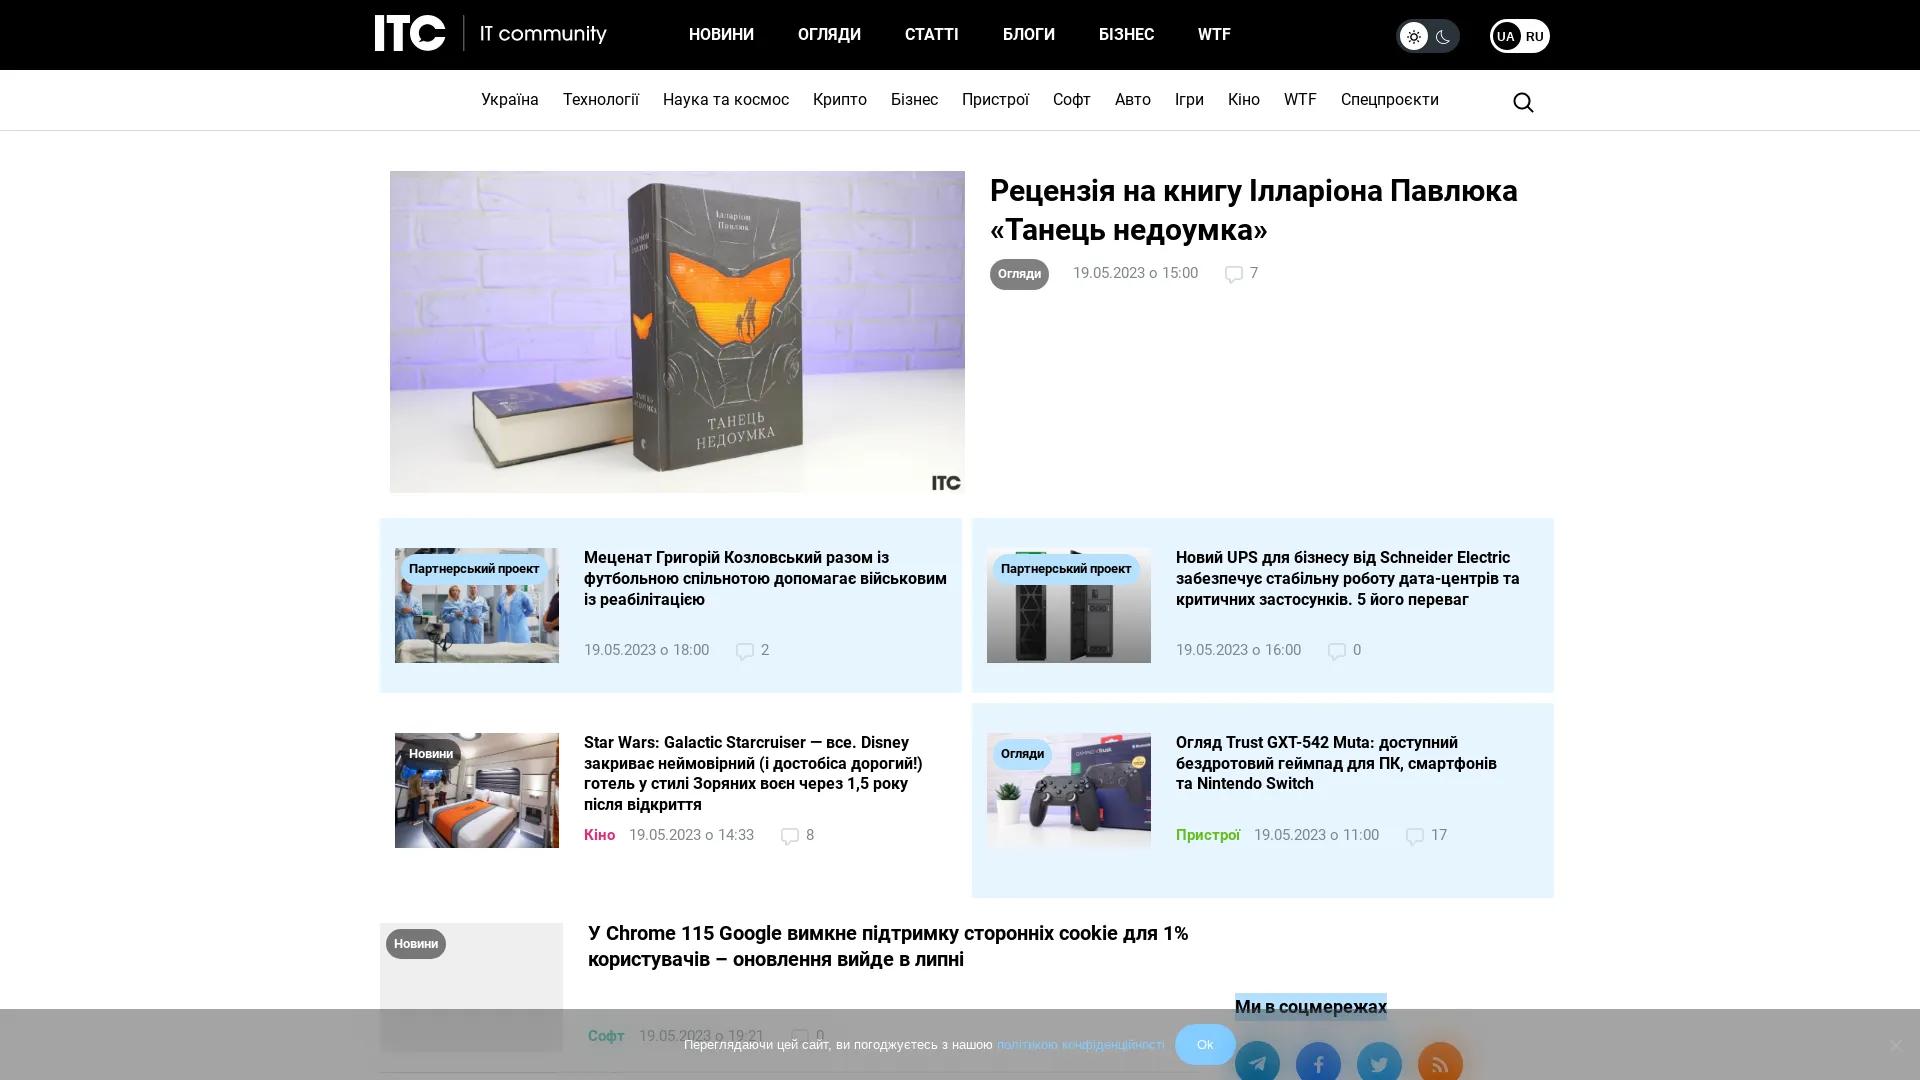 ITC
IT community
НОВИНИ
ОГЛЯДИ
СТАТТІ
БЛОГИ
БІЗНЕС
WTF
UA
RU
Україна
Технології
Наука та космос
Крипто
Бізнес
Пристрої
Софт
Авто
Ігри
Кіно
WTF
Спецпроєкти
Ілларіон
Павлюк
ТАНЕЦЬ
НЕДОУМКА
ITC
Рецензія на книгу Ілларіона Павлюка
«Танець недоумка»
Огляди
19.05.2023 о 15:00
7
Партнерський проект
Меценат Григорій Козловський разом із
футбольною спільнотою допомагає військовим
із реабілітацією
19.05.2023 о 18:00
2
Партнерський проект
Новий UPS для бізнесу від Schneider Electric
забезпечує стабільну роботу дата-центрів та
критичних застосунків. 5 його переваг
19.05.2023 о 16:00
0
Новини
Star Wars: Galactic Starcruiser — все. Disney
закриває неймовірний (і достобіса дорогий!)
готель у стилі Зоряних воєн через 1,5 року
після відкриття
Кіно
19.05.2023 о 14:33
8
Огляди
Огляд Trust GXT-542 Muta: доступний
бездротовий геймпад для ПК, смартфонів
та Nintendo Switch
Пристрої
19.05.2023 о 11:00
17
Новини
У Chrome 115 Google вимкне підтримку сторонніх cookie для 1%
користувачів – оновлення вийде в липні
Софт
19.05.2023 о 19:21
0
Ми в соцмережах
Переглядаючи цей сайт, ви погоджуєтесь з нашою політикою конфіденційності
Ok